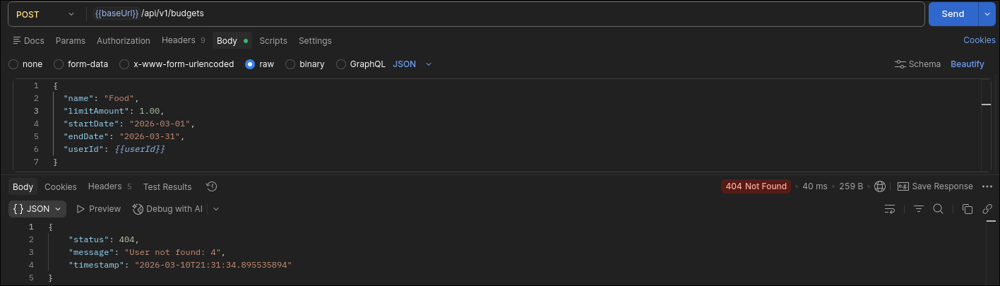 POST {{baseUrl}}/api/v1/budgets Send
Docs Params Authorization Headers 9 Body Scripts Settings Cookies
none form-data x-www-form-urlencoded raw binary GraphQL JSON Schema Beautify
1 {
2 "name": "Food",
3 "limitAmount": 1.00,
4 "startDate": "2026-03-01",
5 "endDate": "2026-03-31",
6 "userId": {{userId}}
7 }
Body Cookies Headers 5 Test Results 404 Not Found • 40 ms • 259 B e.g. Save Response
{} JSON Preview Debug with AI
1 {
2 "status": 404,
3 "message": "User not found: 4",
4 "timestamp": "2026-03-10T21:31:34.895535894"
5 }